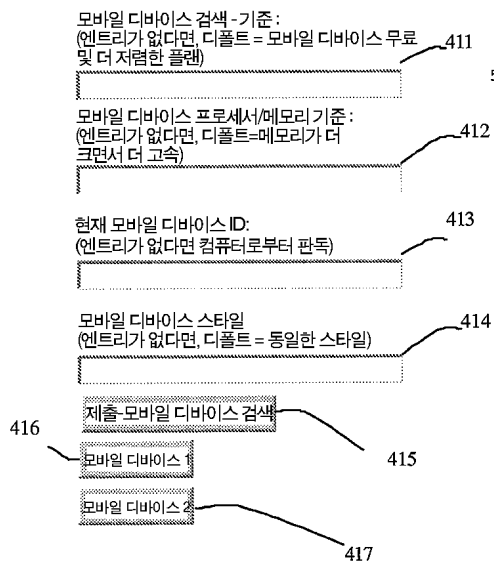 모바일 디바이스 검색 - 기준 :
(엔트리가 없다면, 디폴트 = 모바일 디바이스 무료
및 더 저렴한 플랜)
411
모바일 디바이스 프로세서/메모리 기준 :
(엔트리가 없다면, 디폴트=메모리가 더
크면서 더 고속)
412
현재 모바일 디바이스 ID:
(엔트리가 없다면 컴퓨터로부터 판독)
413
모바일 디바이스 스타일
(엔트리가 없다면, 디폴트 = 동일한 스타일)
414
제출-모바일 디바이스 검색
415
416
모바일 디바이스 1
모바일 디바이스 2
417